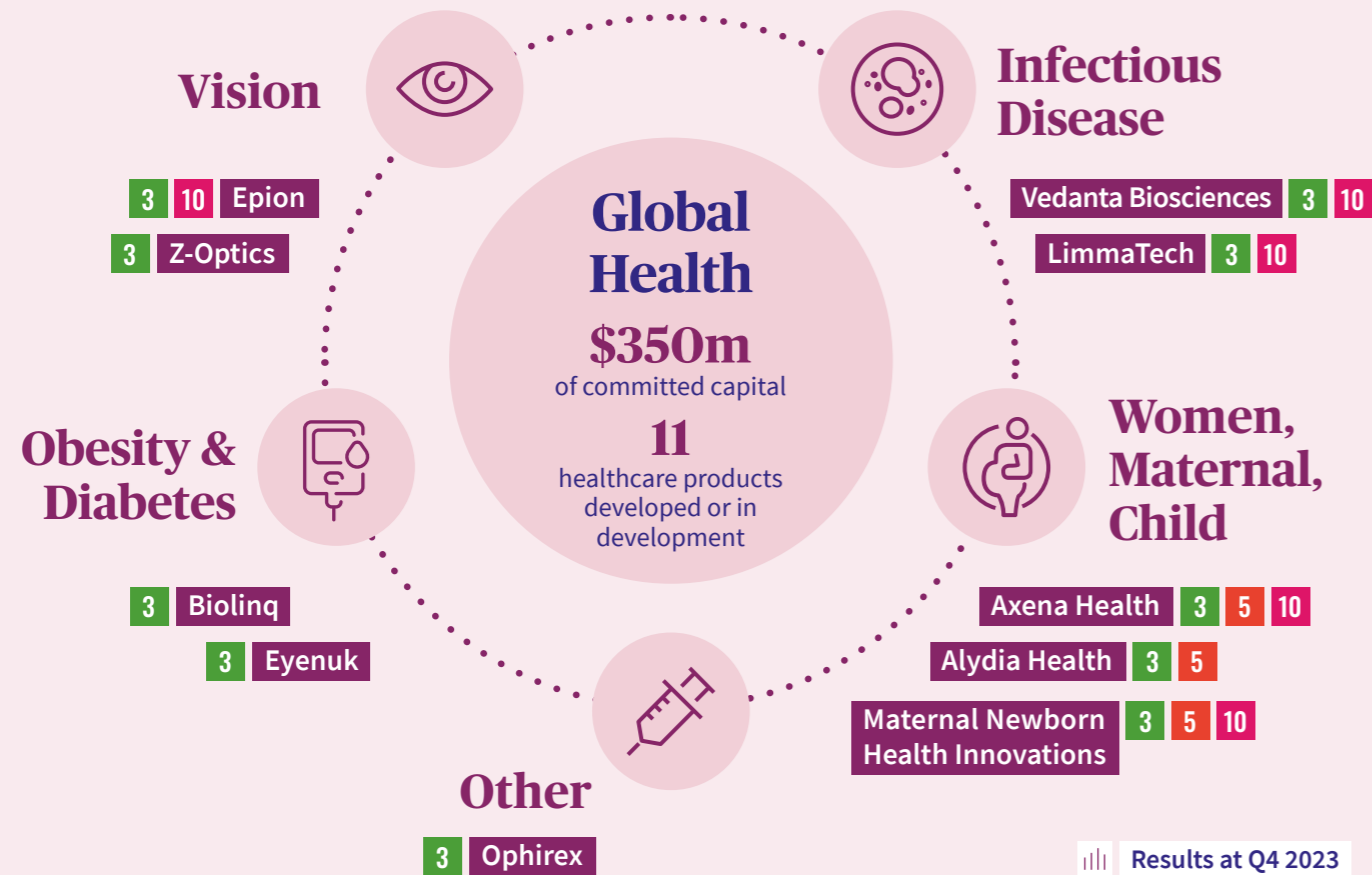 Vision
3 10 Epion
3 Z-Optics
Infectious
Disease
Vedanta Biosciences 3 10
LimmaTech 3 10
Global
Health
$350m
of committed capital
11
healthcare products
developed or in
development
Obesity &
Diabetes
3 Biolinq
3 Eyenuk
Women,
Maternal,
Child
Axena Health 3 5 10
Alydia Health 3 5
Maternal Newborn 3 5 10
Health Innovations
Other
3 Ophirex
Results at Q4 2023